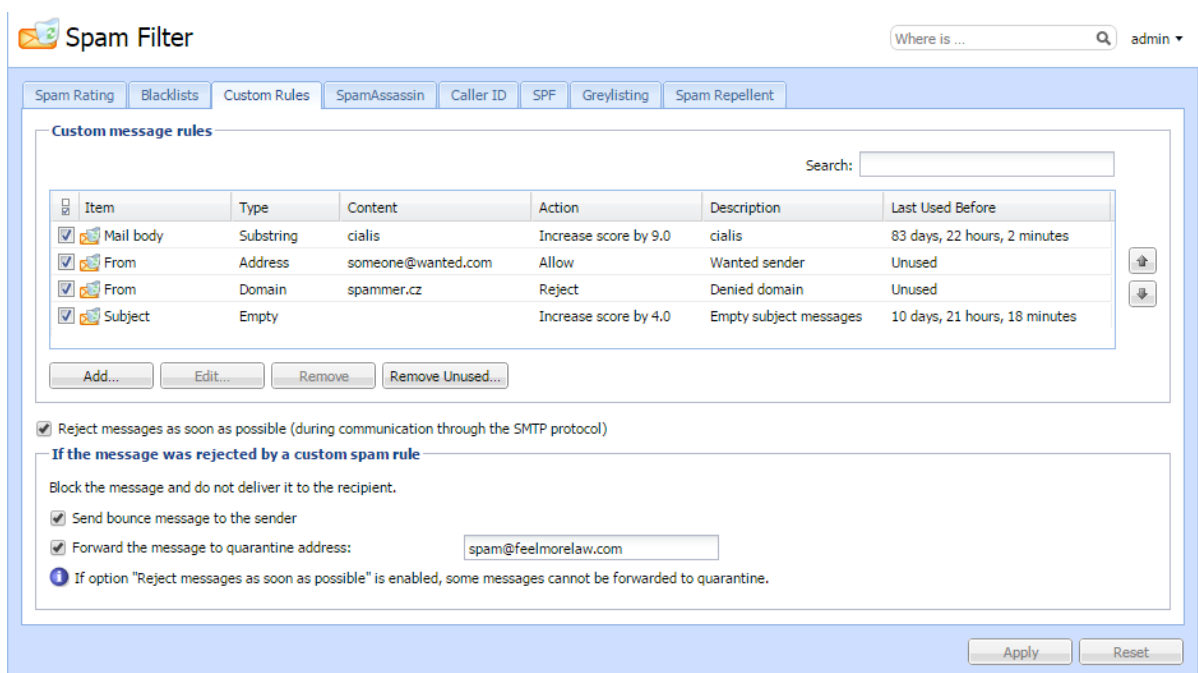 Spam Filter
Where is ...
admin
Spam Rating
Blacklists
Custom Rules
SpamAssassin
Caller ID
SPF
Greylisting
Spam Repellent
Custom message rules
Search:
Item Type Content Action Description Last Used Before
Mail body Substring cialis Increase score by 9.0 cialis 83 days, 22 hours, 2 minutes
From Address someone@wanted.com Allow Wanted sender Unused
From Domain spammer.cz Reject Denied domain Unused
Subject Empty Increase score by 4.0 Empty subject messages 10 days, 21 hours, 18 minutes
Add... Edit... Remove Remove Unused...
Reject messages as soon as possible (during communication through the SMTP protocol)
If the message was rejected by a custom spam rule
Block the message and do not deliver it to the recipient.
Send bounce message to the sender
Forward the message to quarantine address: spam@feelmorelaw.com
If option "Reject messages as soon as possible" is enabled, some messages cannot be forwarded to quarantine.
Apply Reset